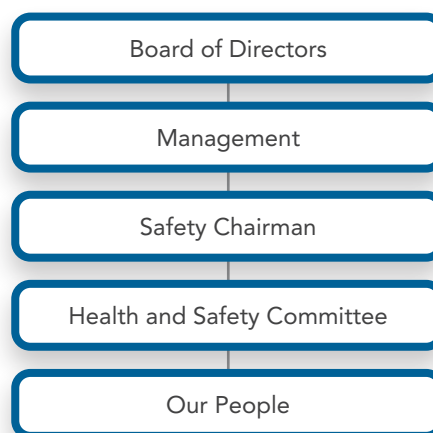 Board of Directors
Management
Safety Chairman
Health and Safety Committee
Our People